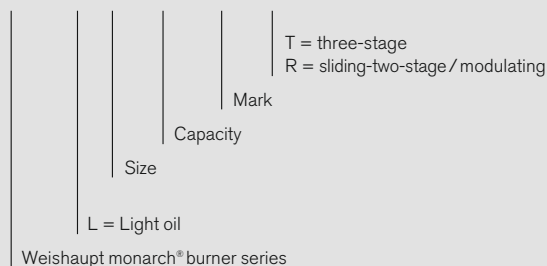 T = three-stage
R = sliding-two-stage / modulating
Mark
Capacity
Size
L = Light oil
Weishaupt monarch® burner series